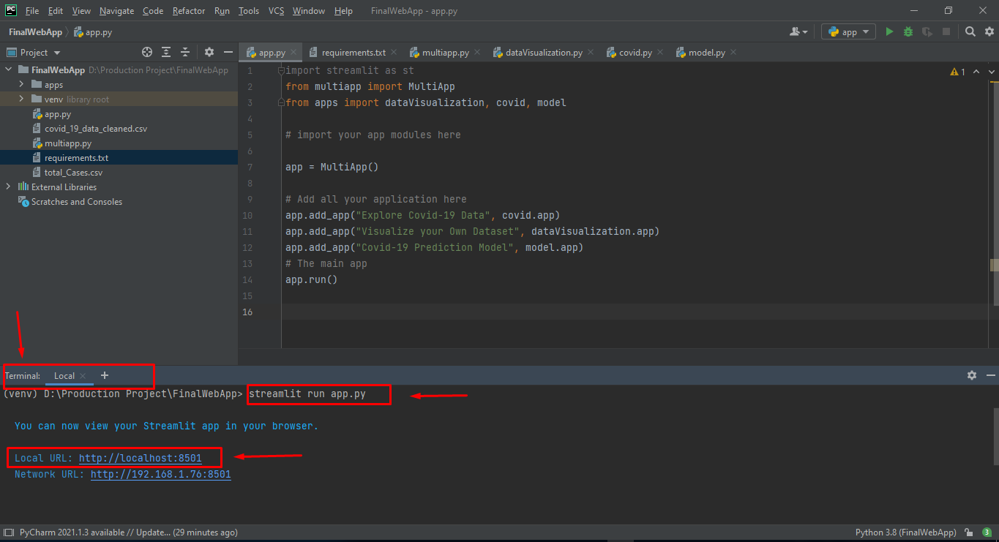 PC File Edit View Navigate Code Refactor Run Tools VCS Window Help FinalWebApp - app.py
FinalWebApp app.py app
Project
app.py requirements.txt multiapp.py dataVisualization.py covid.py model.py
FinalWebApp D:\Production Project\FinalWebApp
apps
venv library root
app.py
covid_19_data_cleaned.csv
multiapp.py
requirements.txt
total_Cases.csv
External Libraries
Scratches and Consoles
1 import streamlit as st
2 from multiapp import MultiApp
3 from apps import dataVisualization, covid, model
4
5 # import your app modules here
6
7 app = MultiApp()
8
9 # Add all your application here
10 app.add_app("Explore Covid-19 Data", covid.app)
11 app.add_app("Visualize your Own Dataset", dataVisualization.app)
12 app.add_app("Covid-19 Prediction Model", model.app)
13 # The main app
14 app.run()
15
16
1
Terminal: Local +
(venv) D:\Production Project\FinalWebApp> streamlit run app.py
You can now view your Streamlit app in your browser.
Local URL: http://localhost:8501
Network URL: http://192.168.1.76:8501
PyCharm 2021.1.3 available // Update... (29 minutes ago) Python 3.8 (FinalWebApp) 3